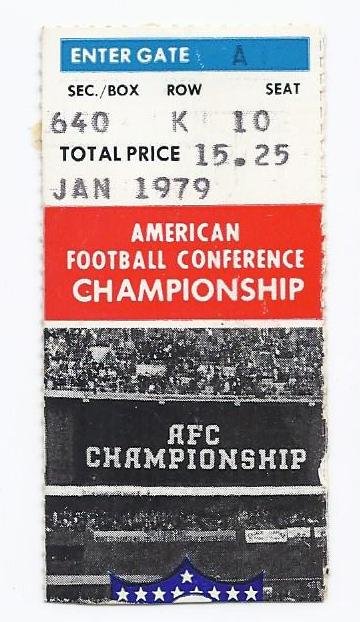 ENTER GATE A
SEC./BOX ROW SEAT
640 K 10
TOTAL PRICE 15.25
JAN 1979
AMERICAN
FOOTBALL CONFERENCE
CHAMPIONSHIP
AFC
CHAMPIONSHIP